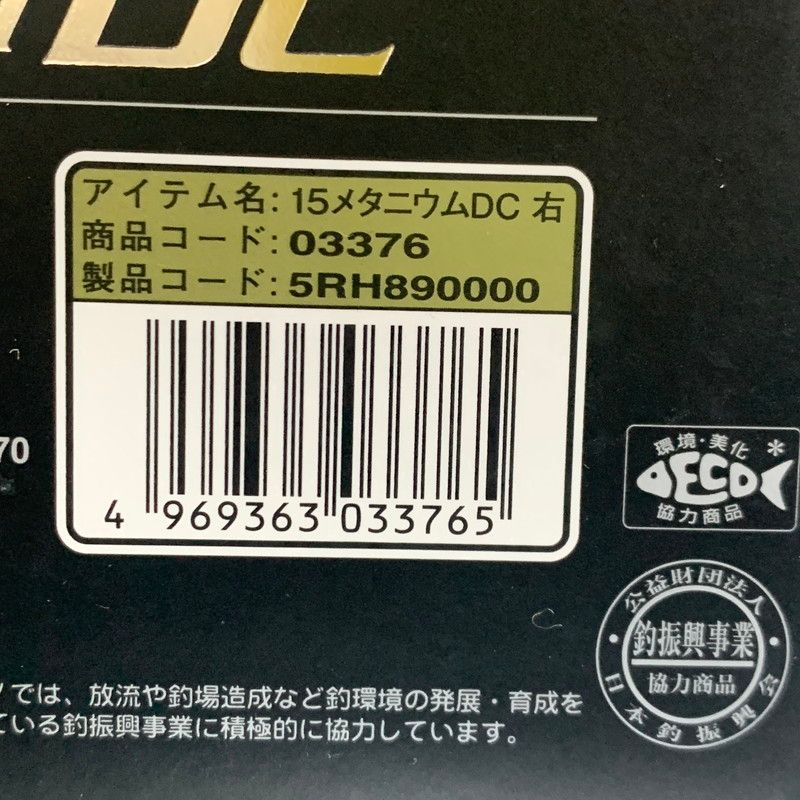 DC
アイテム名: 15メタニウムDC 右
商品コード: 03376
製品コード: 5RH890000
4 969363 033765
70
環境・美化
ECO
*
協力商品
公益財団法人
釣振興事業
協力商品
日本釣振興会
では、放流や釣場造成など釣環境の発展・育成を
ている釣振興事業に積極的に協力しています。